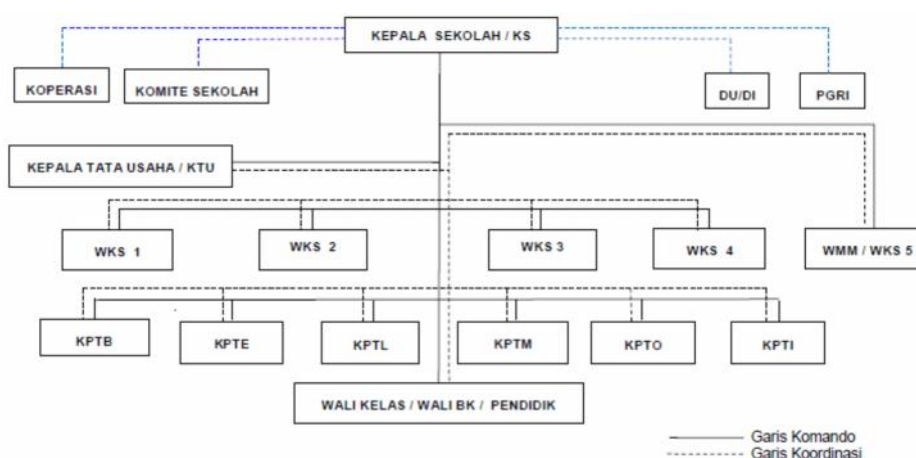 KEPALA SEKOLAH / KS
KOPERASI
KOMITE SEKOLAH
DU/DI
PGRI
KEPALA TATA USAHA / KTU
WKS 1
WKS 2
WKS 3
WKS 4
WMM / WKS 5
KPTB
KPTE
KPTL
KPTM
KPTO
KPTI
WALI KELAS / WALI BK / PENDIDIK
Garis Komando
Garis Koordinasi